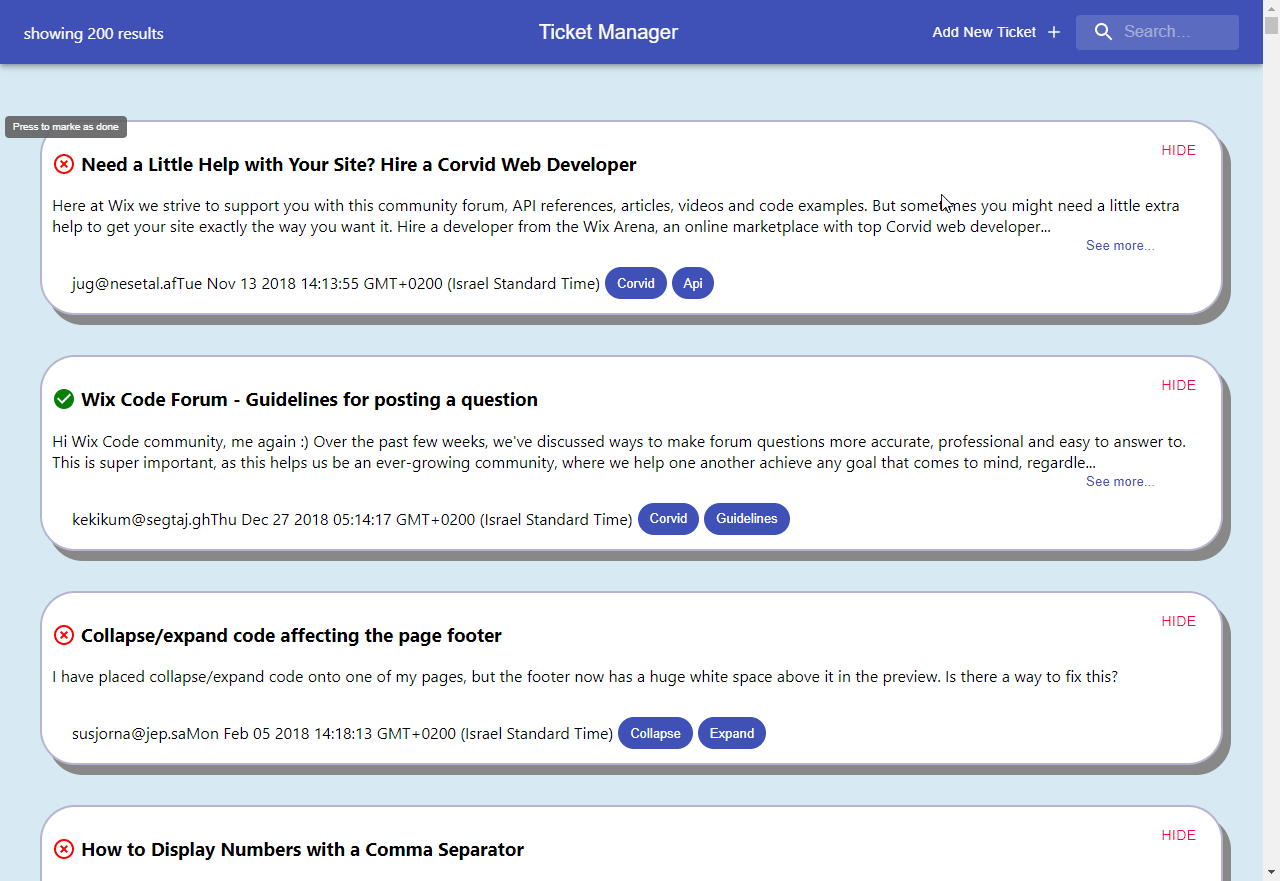 showing 200 results
Ticket Manager
Add New Ticket +
Search...
Press to marke as done
HIDE
Need a Little Help with Your Site? Hire a Corvid Web Developer
Here at Wix we strive to support you with this community forum, API references, articles, videos and code examples. But sometimes you might need a little extra
help to get your site exactly the way you want it. Hire a developer from the Wix Arena, an online marketplace with top Corvid web developer...
See more...
jug@nesetal.afTue Nov 13 2018 14:13:55 GMT+0200 (Israel Standard Time) Corvid Api
HIDE
Wix Code Forum - Guidelines for posting a question
Hi Wix Code community, me again :) Over the past few weeks, we've discussed ways to make forum questions more accurate, professional and easy to answer to.
This is super important, as this helps us be an ever-growing community, where we help one another achieve any goal that comes to mind, regardle...
See more...
kekikum@segtaj.ghThu Dec 27 2018 05:14:17 GMT+0200 (Israel Standard Time) Corvid Guidelines
HIDE
Collapse/expand code affecting the page footer
I have placed collapse/expand code onto one of my pages, but the footer now has a huge white space above it in the preview. Is there a way to fix this?
susjorna@jep.saMon Feb 05 2018 14:18:13 GMT+0200 (Israel Standard Time) Collapse Expand
HIDE
How to Display Numbers with a Comma Separator